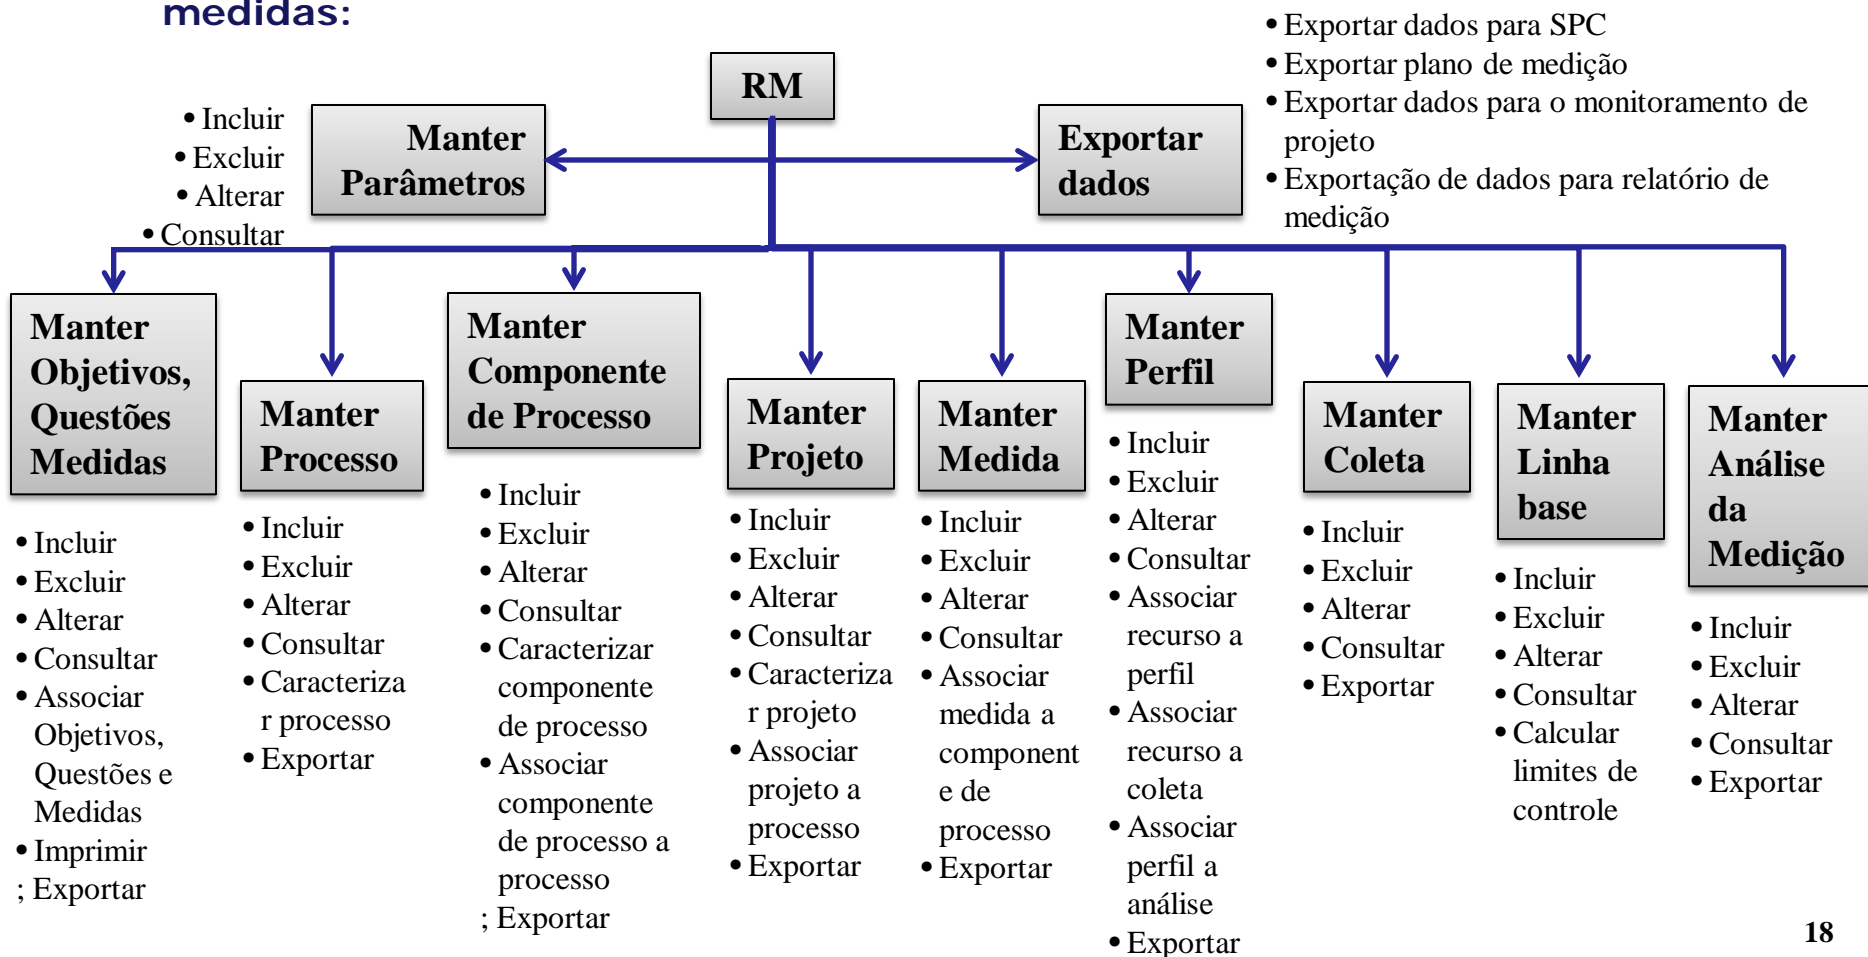 medidas:
• Exportar dados para SPC
• Exportar plano de medição
• Exportar dados para o monitoramento de
projeto
• Exportação de dados para relatório de
medição
RM
• Incluir
• Excluir
• Alterar
• Consultar
Manter
Parâmetros
Exportar
dados
Manter
Objetivos,
Questões
Medidas
• Incluir
• Excluir
• Alterar
• Consultar
• Associar
Objetivos,
Questões e
Medidas
• Imprimir
; Exportar
Manter
Processo
• Incluir
• Excluir
• Alterar
• Consultar
• Caracteriza
r processo
• Exportar
Manter
Componente
de Processo
• Incluir
• Excluir
• Alterar
• Consultar
• Caracterizar
componente
de processo
• Associar
componente
de processo a
processo
; Exportar
Manter
Projeto
• Incluir
• Excluir
• Alterar
• Consultar
• Caracteriza
r projeto
• Associar
projeto a
processo
• Exportar
Manter
Medida
• Incluir
• Excluir
• Alterar
• Consultar
• Associar
medida a
component
e de
processo
• Exportar
Manter
Perfil
• Incluir
• Excluir
• Alterar
• Consultar
• Associar
recurso a
perfil
• Associar
recurso a
coleta
• Associar
perfil a
análise
• Exportar
Manter
Coleta
• Incluir
• Excluir
• Alterar
• Consultar
• Exportar
Manter
Linha
base
• Incluir
• Excluir
• Alterar
• Consultar
• Calcular
limites de
controle
Manter
Análise
da
Medição
• Incluir
• Excluir
• Alterar
• Consultar
• Exportar
18